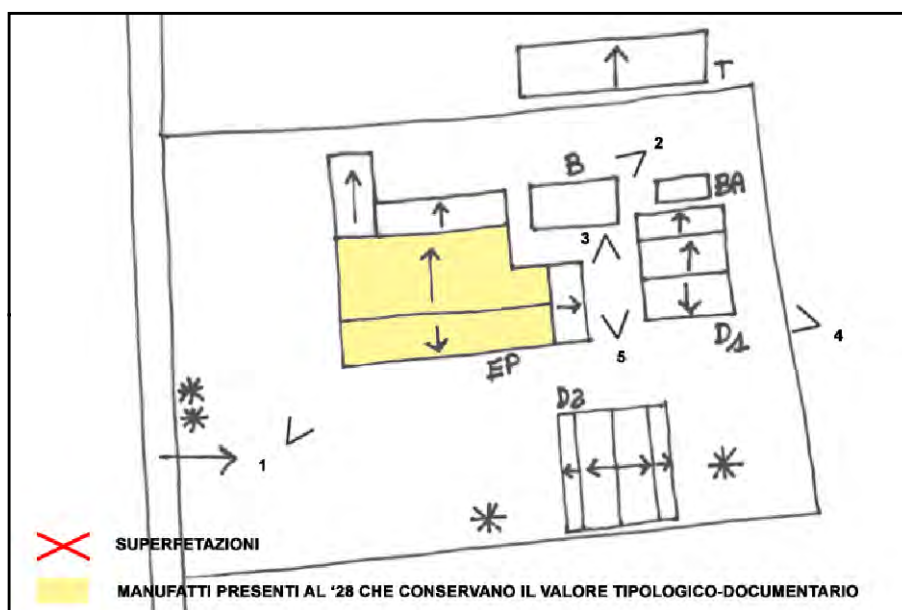 T
B
2
BA
3
D1
4
5
EP
D2
1
SUPERFETAZIONI
MANUFATTI PRESENTI AL '28 CHE CONSERVANO IL VALORE TIPOLOGICO-DOCUMENTARIO